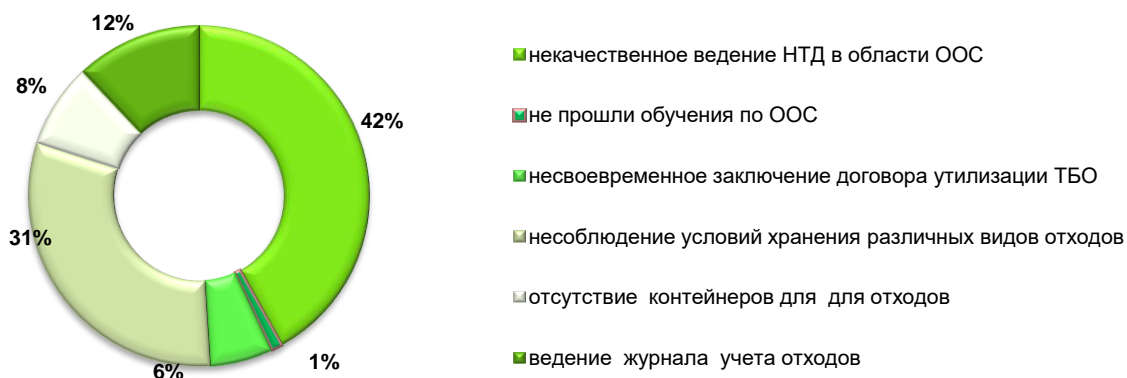 12%
8%
42%
31%
6%
1%
некачественное ведение НТД в области ООС
не прошли обучения по ООС
несвоевременное заключение договора утилизации ТБО
несоблюдение условий хранения различных видов отходов
отсутствие контейнеров для для отходов
ведение журнала учета отходов